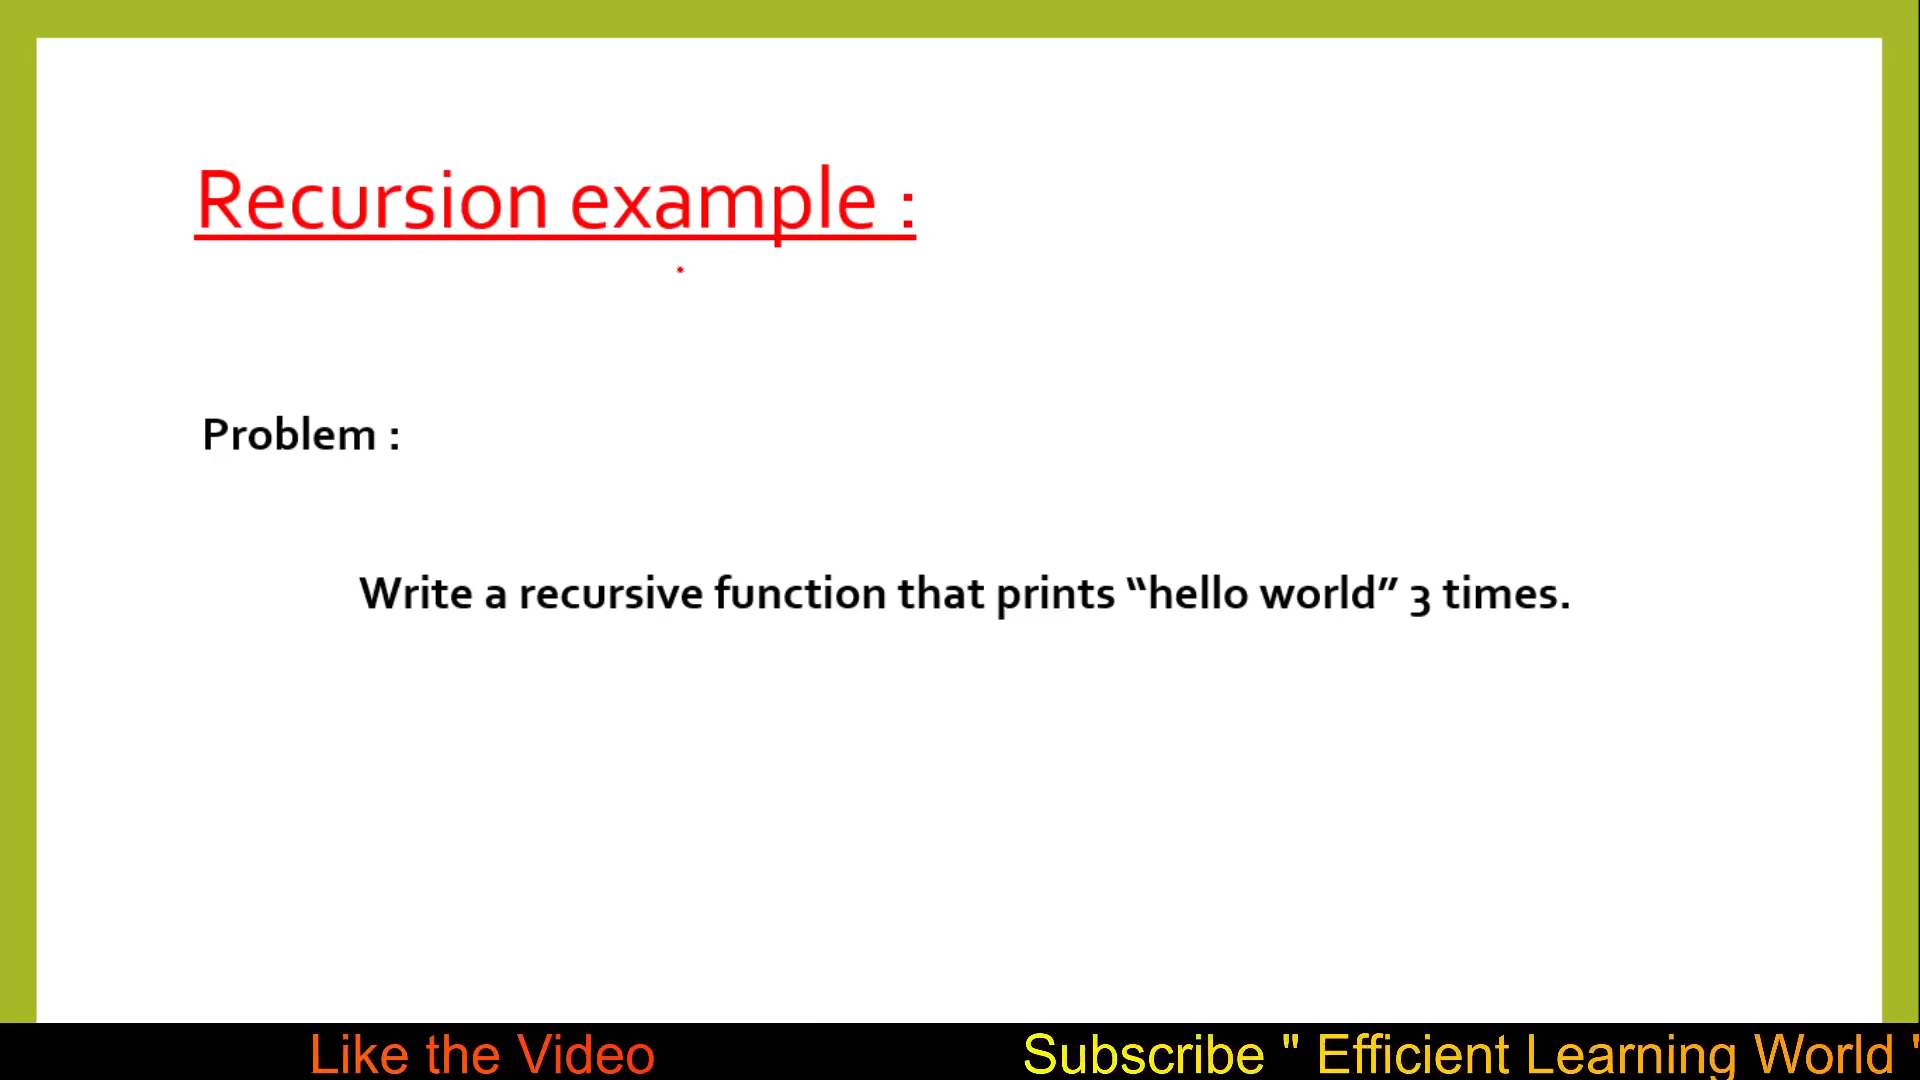 Recursion example :
Problem :
Write a recursive function that prints “hello world” 3 times.
Like the Video
Subscribe " Efficient Learning World "